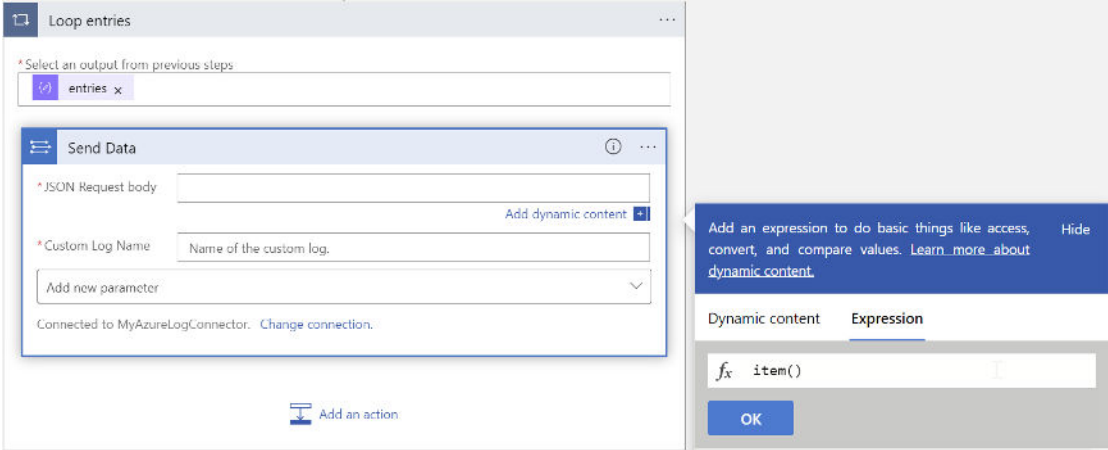 Loop entries
...
*Select an output from previous steps
entries x
Send Data
...
*JSON Request body
Add dynamic content +
*Custom Log Name
Name of the custom log.
Add new parameter
Connected to MyAzureLogConnector. Change connection.
Add an action
Add an expression to do basic things like access, Hide
convert, and compare values. Learn more about
dynamic content.
Dynamic content Expression
fx item()
OK